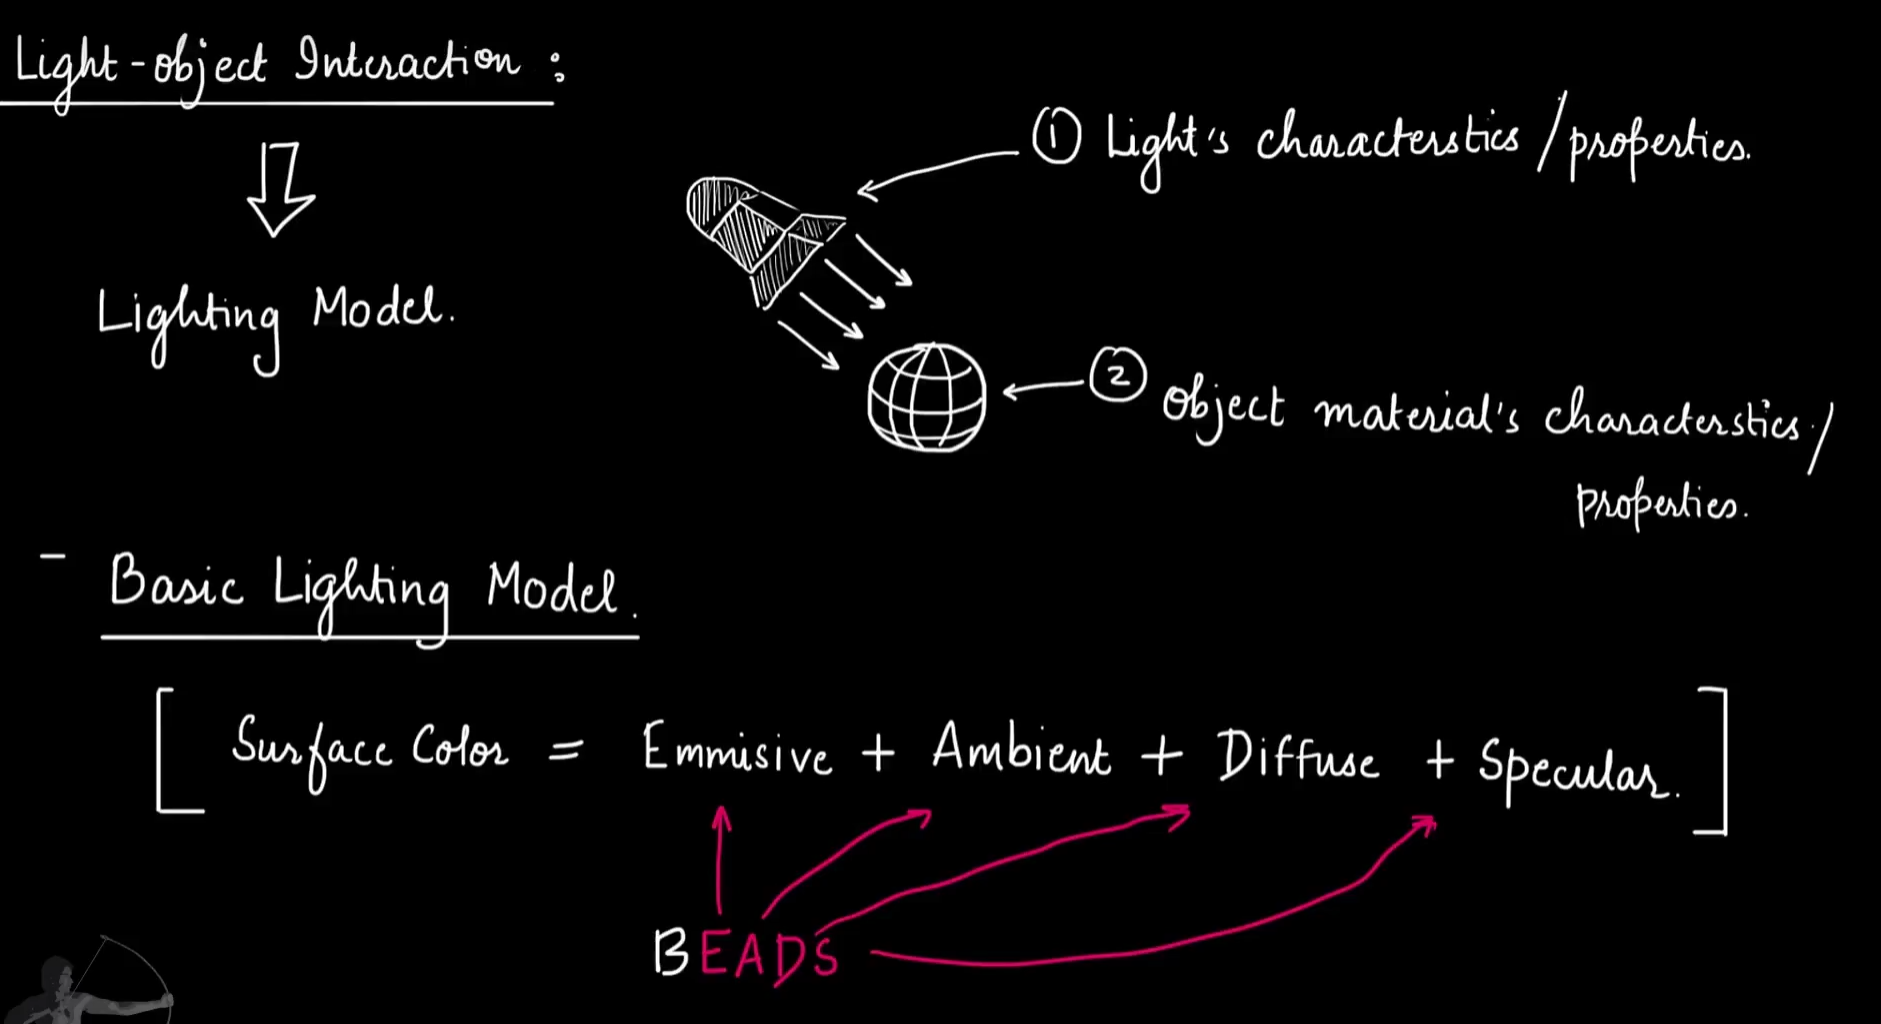 Light-object Interaction :
① Light's characterstics / properties.
Lighting Model.
② object material's characterstics /
properties.
- Basic Lighting Model.
[ Surface Color = Emmisive + Ambient + Diffuse + Specular. ]
BEADS